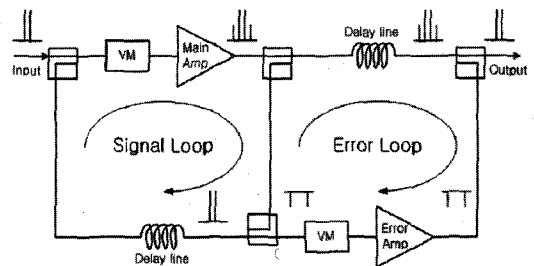 Input
VM
Main
Amp
Delay line
Output
Signal Loop
Error Loop
Delay line
VM
Error
Amp